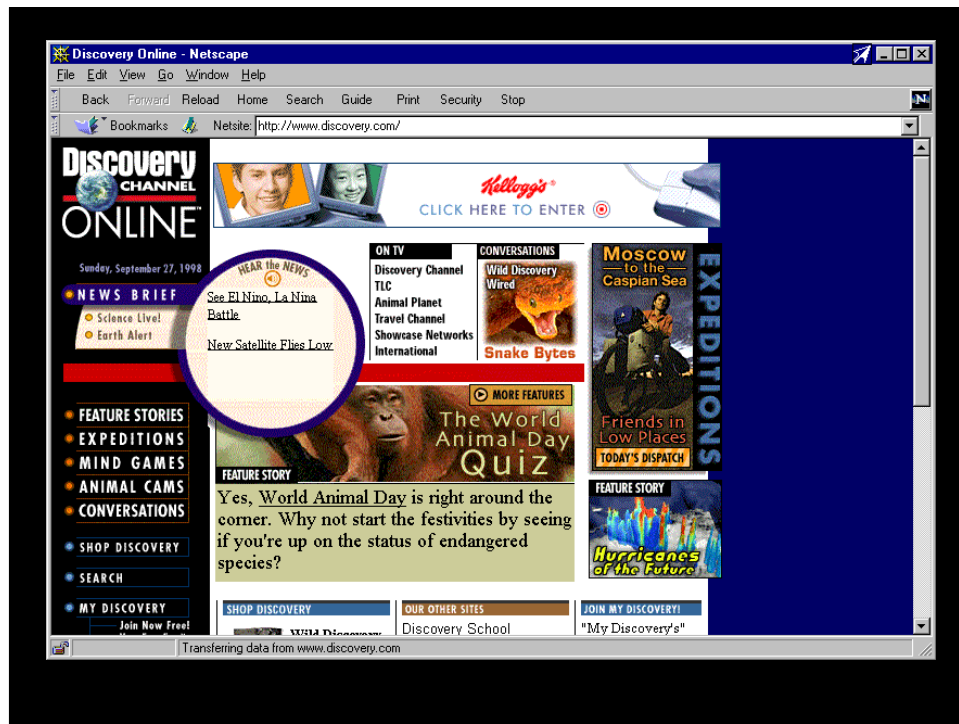 Discovery Online - Netscape
File Edit View Go Window Help
Back Forward Reload Home Search Guide Print Security Stop
N
Bookmarks Netsite: http://www.discovery.com/
DISCOVERY
CHANNEL
ONLINE™
Sunday, September 27, 1998
NEWS BRIEF
Science Live!
Earth Alert
FEATURE STORIES
EXPEDITIONS
MIND GAMES
ANIMAL CAMS
CONVERSATIONS
SHOP DISCOVERY
SEARCH
MY DISCOVERY
Join Now Free!
Kellogg's
CLICK HERE TO ENTER
HEAR the NEWS
See El Nino, La Nina
Battle
New Satellite Flies Low
ON TV
Discovery Channel
TLC
Animal Planet
Travel Channel
Showcase Networks
International
CONVERSATIONS
Wild Discovery
Wired
Snake Bytes
MORE FEATURES
The World
Animal Day
Quiz
FEATURE STORY
Yes, World Animal Day is right around the
corner. Why not start the festivities by seeing
if you're up on the status of endangered
species?
Moscow
to the
Caspian Sea
EXPEDITIONS
Friends in
Low Places
TODAY'S DISPATCH
FEATURE STORY
Hurricanes
of the Future
SHOP DISCOVERY
Wild Discovery
OUR OTHER SITES
Discovery School
JOIN MY DISCOVERY!
"My Discovery's"
Transferring data from www.discovery.com